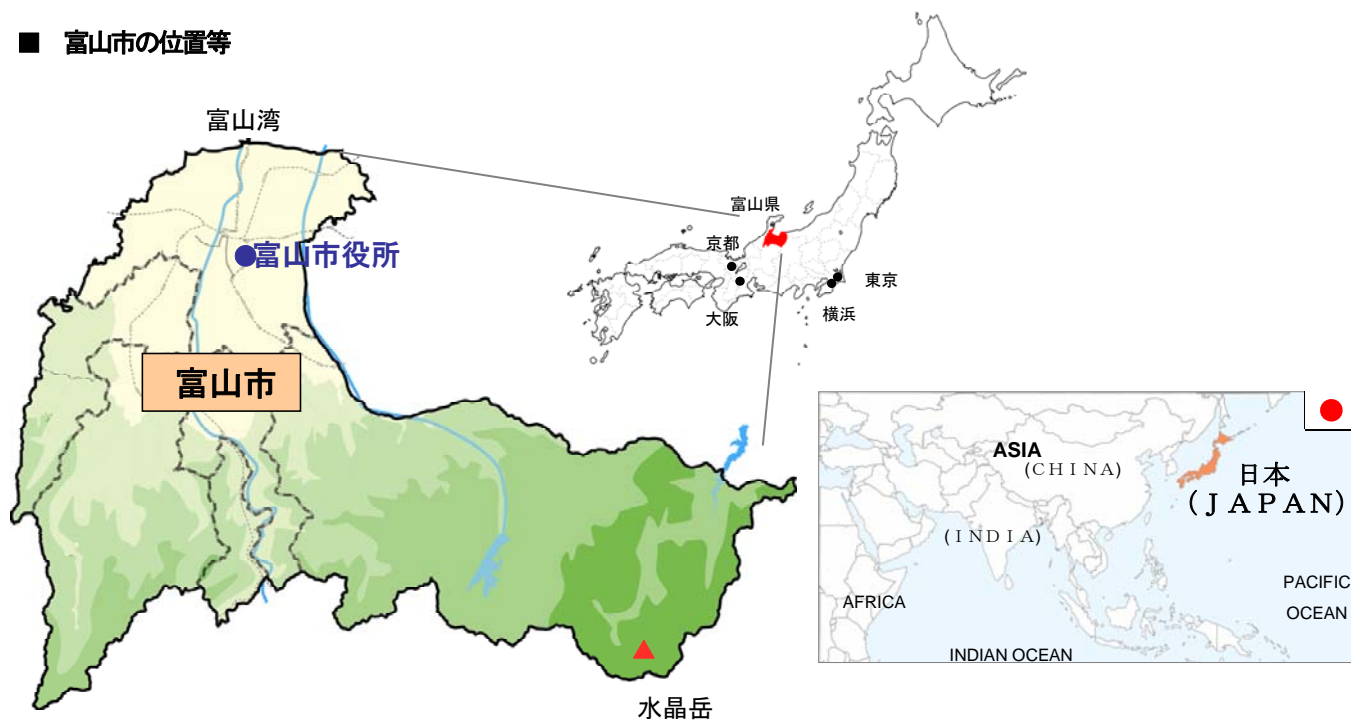 ■ 富山市の位置等
富山湾
富山市役所
富山市
水晶岳
富山県
京都
大阪
東京
横浜
ASIA
(CHINA)
(INDIA)
日本
(JAPAN)
AFRICA
PACIFIC
OCEAN
INDIAN OCEAN